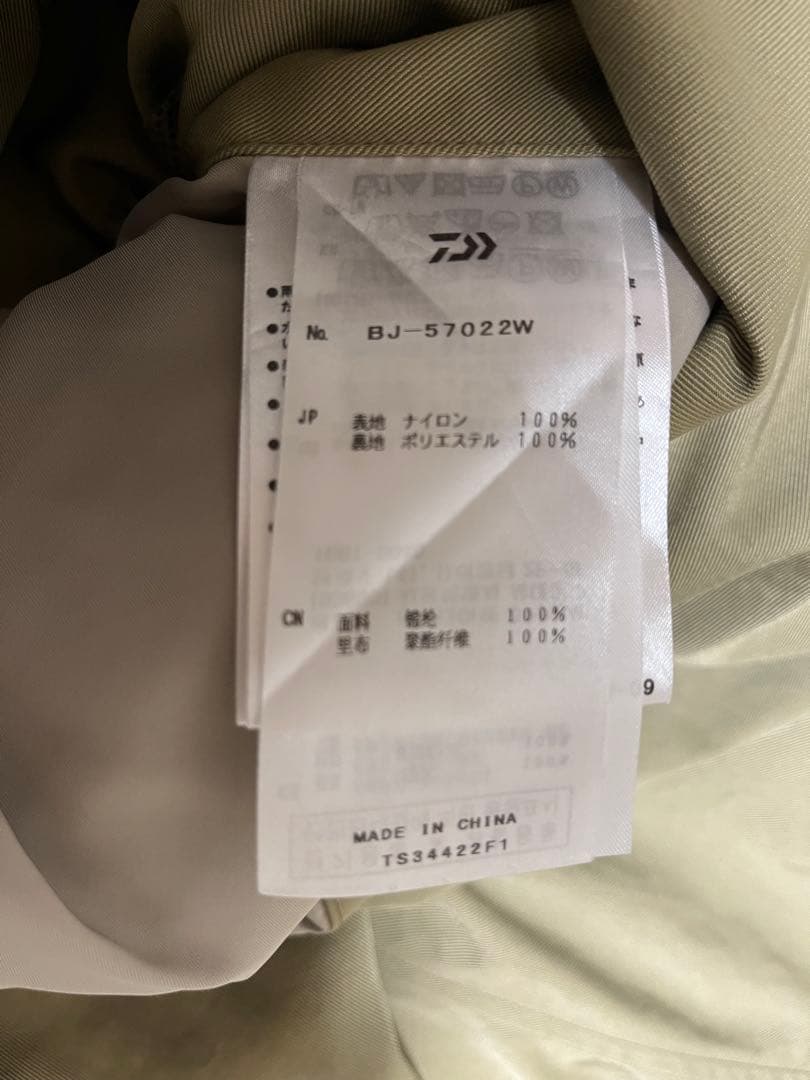 No. BJ-57022W
JP 表地 ナイロン 100%
裏地 ポリエステル 100%
CN 面料 锦纶 100%
里布 聚酯纤维 100%
MADE IN CHINA
TS34422F1
9